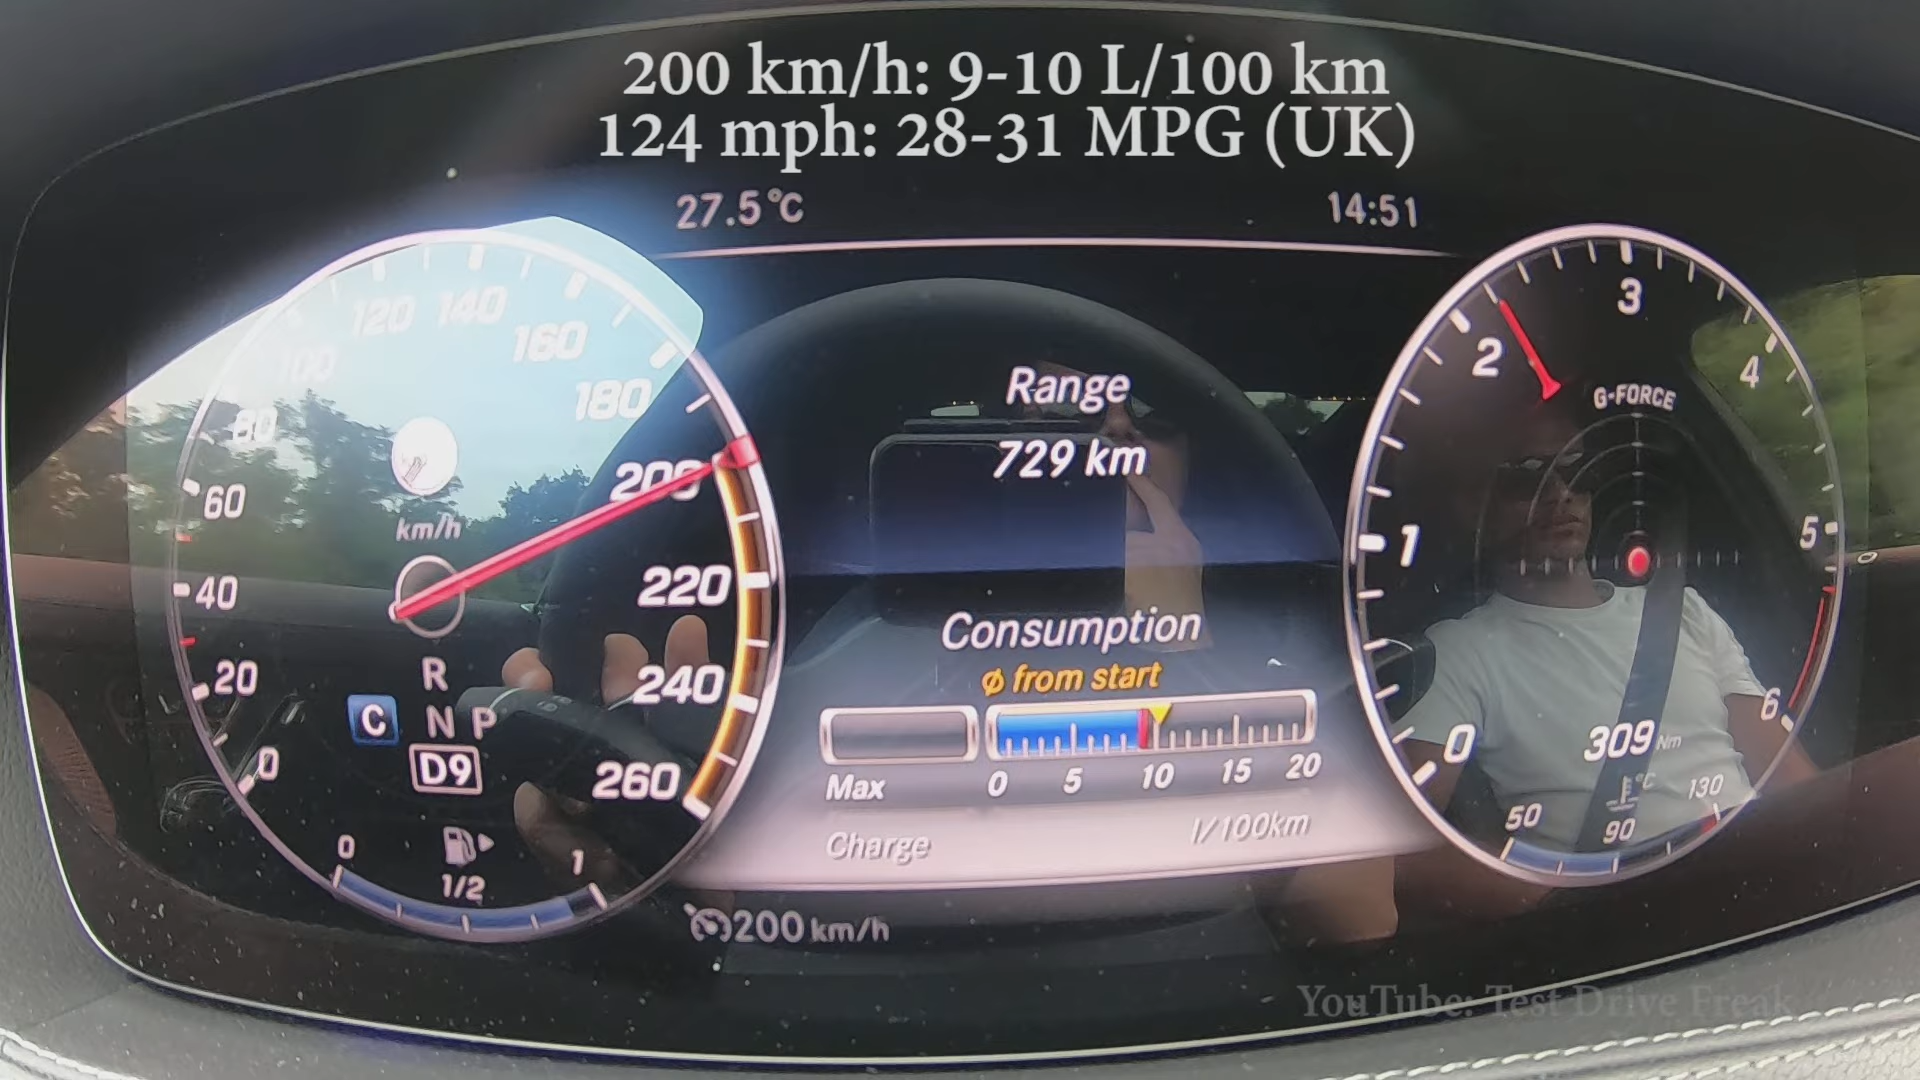 200 km/h: 9-10 L/100 km
124 mph: 28-31 MPG (UK)
27.5°C
14:51
0
20
40
60
80
100
120
140
160
180
200
220
240
260
km/h
R
C N P
D9
0 1/2 1
Range
729 km
Consumption
ø from start
0 5 10 15 20
Max
Charge
l/100km
200 km/h
0
1
2
3
4
5
6
G-FORCE
309 Nm
°C
50 90 130
YouTube: Test Drive Freak